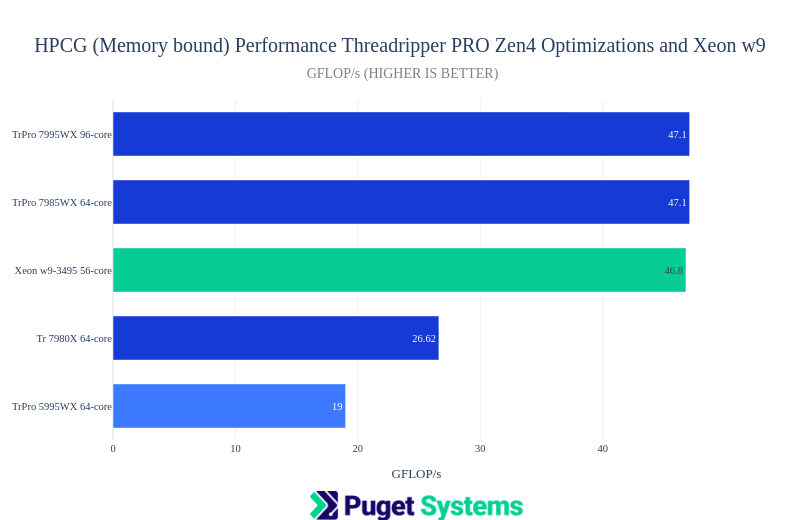 HPCG (Memory bound) Performance Threadripper PRO Zen4 Optimizations and Xeon w9
GFLOP/s (HIGHER IS BETTER)
TrPro 7995WX 96-core 47.1
TrPro 7985WX 64-core 47.1
Xeon w9-3495 56-core 46.8
Tr 7980X 64-core 26.62
TrPro 5995WX 64-core 19
0 10 20 30 40
GFLOP/s
Puget Systems